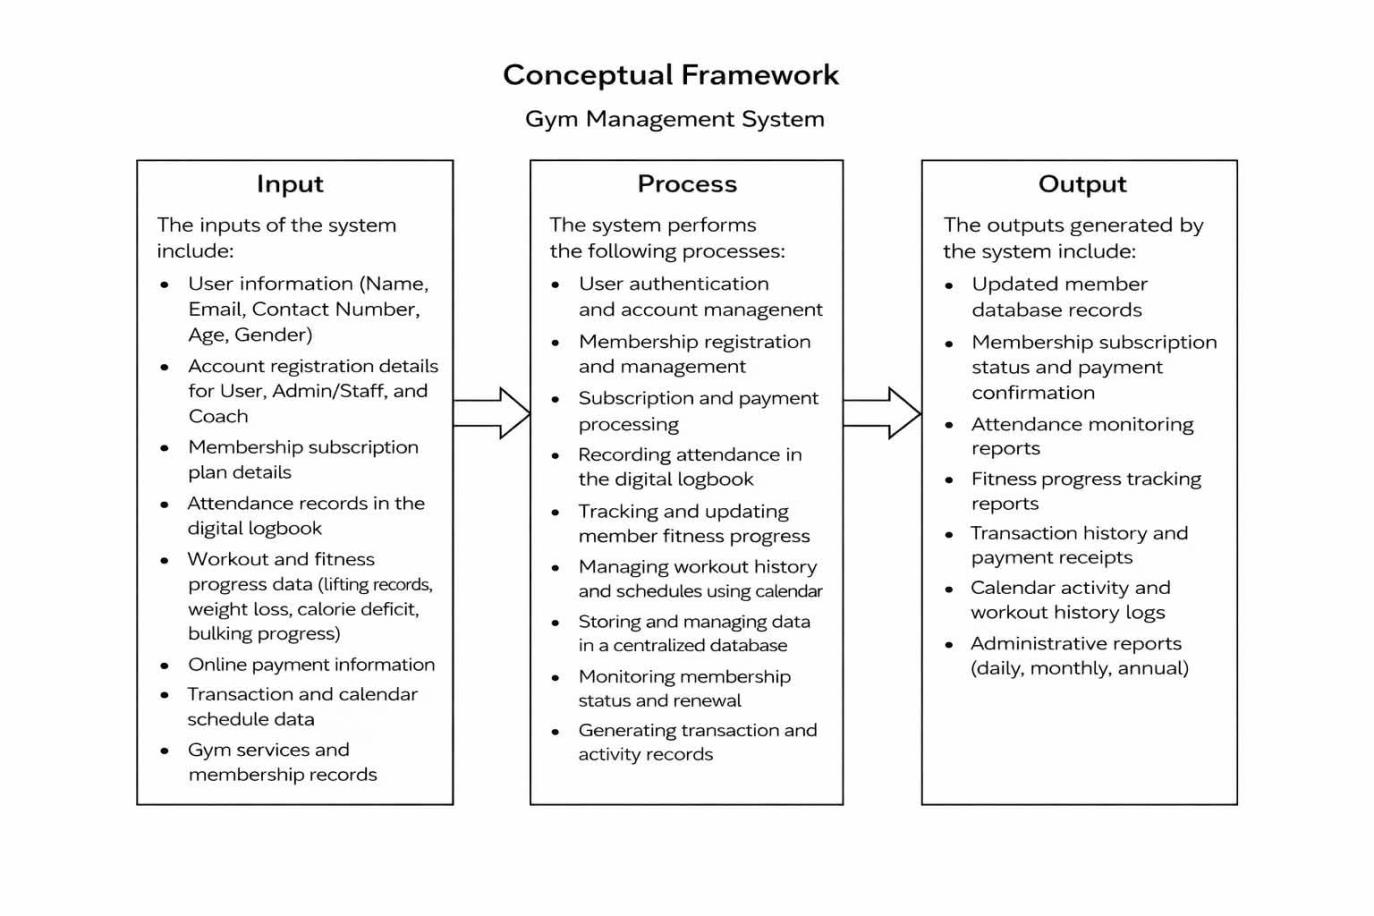 Conceptual Framework
Gym Management System
Input
The inputs of the system
include:
• User information (Name,
Email, Contact Number,
Age, Gender)
• Account registration details
for User, Admin/Staff, and
Coach
• Membership subscription
plan details
• Attendance records in the
digital logbook
• Workout and fitness
progress data (lifting records,
weight loss, calorie deficit,
bulking progress)
• Online payment information
• Transaction and calendar
schedule data
• Gym services and
membership records
Process
The system performs
the following processes:
• User authentication
and account managenent
• Membership registration
and management
• Subscription and payment
processing
• Recording attendance in
the digital logbook
• Tracking and updating
member fitness progress
• Managing workout history
and schedules using calendar
• Storing and managing data
in a centralized database
• Monitoring membership
status and renewal
• Generating transaction and
activity records
Output
The outputs generated by
the system include:
• Updated member
database records
• Membership subscription
status and payment
confirmation
• Attendance monitoring
reports
• Fitness progress tracking
reports
• Transaction history and
payment receipts
• Calendar activity and
workout history logs
• Administrative reports
(daily, monthly, annual)